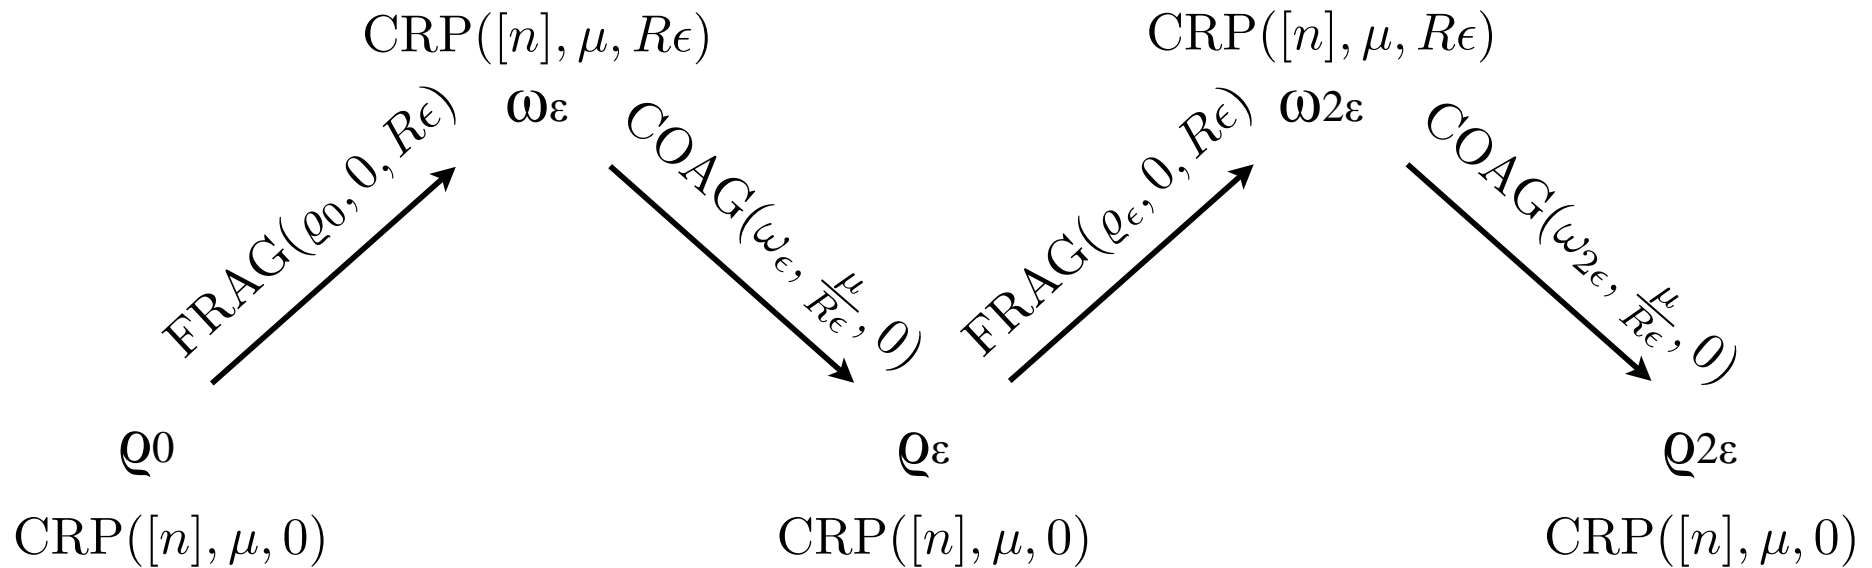 CRP([n], μ, Rϵ) CRP([n], μ, Rϵ)
ωε ω2ε
FRAG(ϱ0, 0, Rϵ) COAG(ωϵ, μ/Rϵ, 0) FRAG(ϱϵ, 0, Rϵ) COAG(ω2ϵ, μ/Rϵ, 0)
ϱ0 ϱε ϱ2ε
CRP([n], μ, 0) CRP([n], μ, 0) CRP([n], μ, 0)